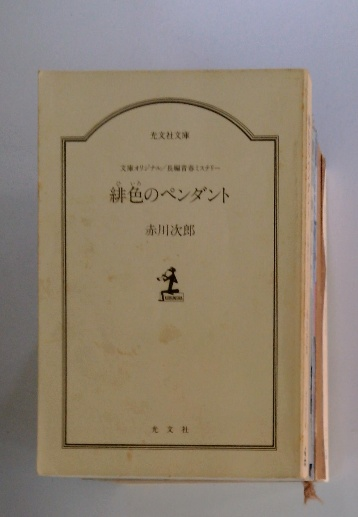 光文社文庫
文庫オリジナル/長編青春ミステリー
緋色のペンダント
赤川次郎
光文社